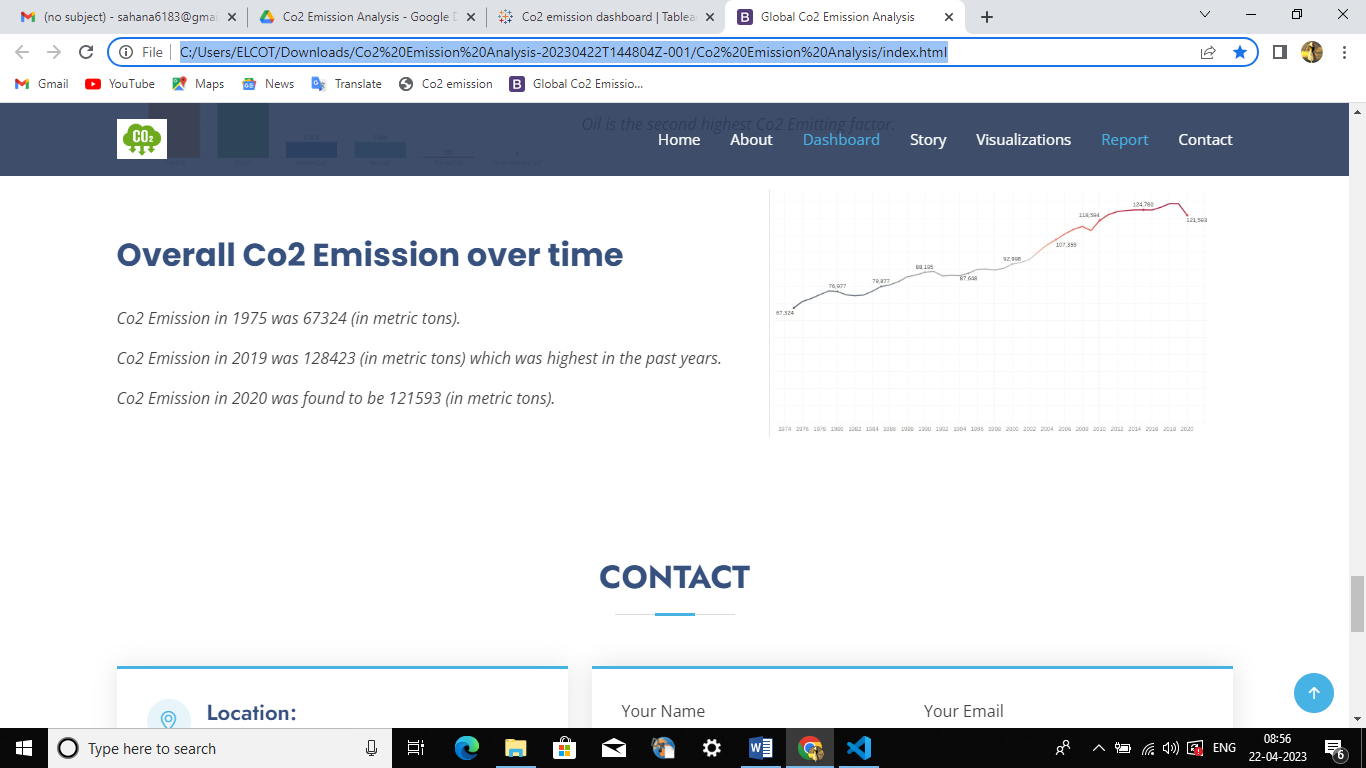 (no subject) - sahana6183@gmai
Co2 Emission Analysis - Google D
Co2 emission dashboard | Tablea
Global Co2 Emission Analysis
File
C:/Users/ELCOT/Downloads/Co2%20Emission%20Analysis-20230422T144804Z-001/Co2%20Emission%20Analysis/index.html
Gmail
YouTube
Maps
News
Translate
Co2 emission
Global Co2 Emissio...
CO2
Oil is the second highest Co2 Emitting factor.
Home
About
Dashboard
Story
Visualizations
Report
Contact
Overall Co2 Emission over time
Co2 Emission in 1975 was 67324 (in metric tons).
Co2 Emission in 2019 was 128423 (in metric tons) which was highest in the past years.
Co2 Emission in 2020 was found to be 121593 (in metric tons).
67,324
76,977
79,877
88,195
87,648
92,998
107,355
118,594
124,780
121,593
1974 1976 1978 1980 1982 1984 1986 1988 1990 1992 1994 1996 1998 2000 2002 2004 2006 2008 2010 2012 2014 2016 2018 2020
CONTACT
Location:
Your Name
Your Email
Type here to search
ENG
08:56
22-04-2023
6